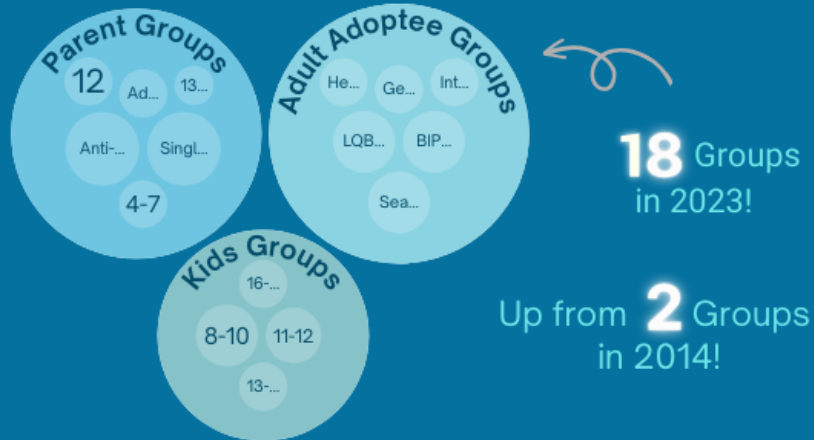 Parent Groups
12
Ad...
13...
Anti-...
Singl...
4-7
Adult Adoptee Groups
He...
Ge...
Int...
LQB...
BIP...
Sea...
Kids Groups
16-...
8-10
11-12
13-...
18 Groups
in 2023!
Up from 2 Groups
in 2014!